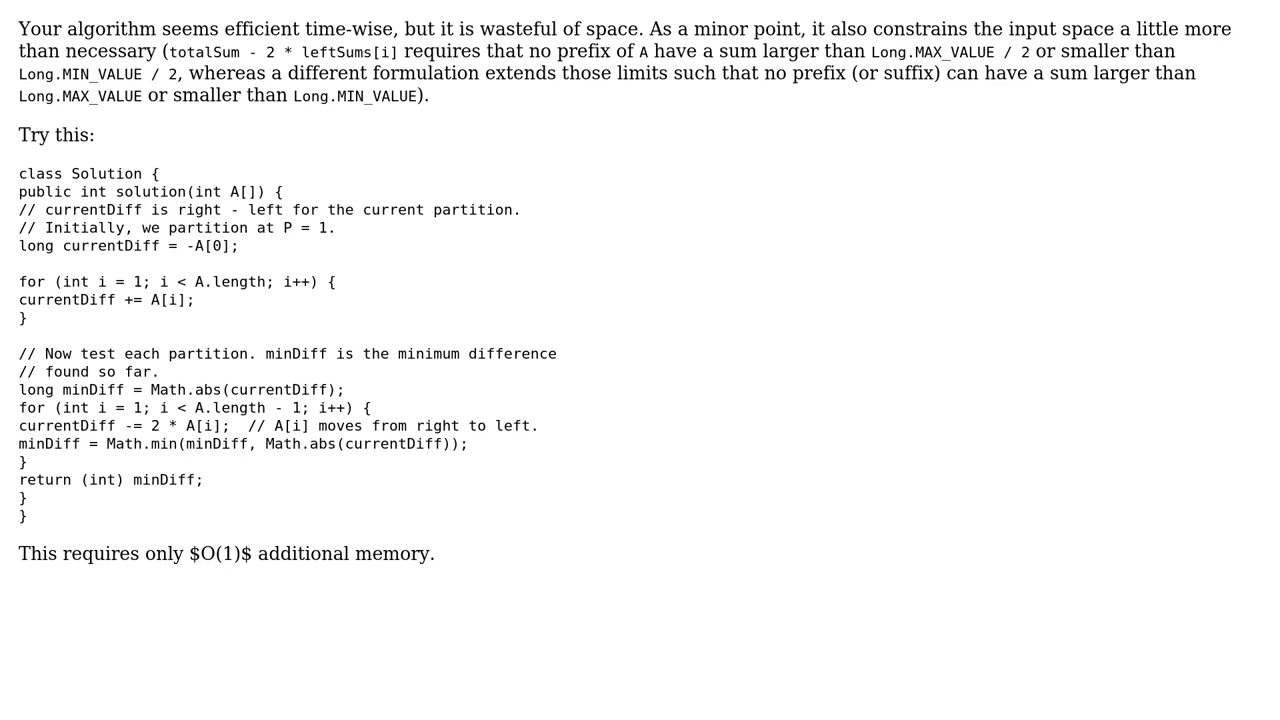 Your algorithm seems efficient time-wise, but it is wasteful of space. As a minor point, it also constrains the input space a little more
than necessary (totalSum - 2 * leftSums[i] requires that no prefix of A have a sum larger than Long.MAX_VALUE / 2 or smaller than
Long.MIN_VALUE / 2, whereas a different formulation extends those limits such that no prefix (or suffix) can have a sum larger than
Long.MAX_VALUE or smaller than Long.MIN_VALUE).
Try this:
class Solution {
public int solution(int A[]) {
// currentDiff is right - left for the current partition.
// Initially, we partition at P = 1.
long currentDiff = -A[0];
for (int i = 1; i < A.length; i++) {
currentDiff += A[i];
}
// Now test each partition. minDiff is the minimum difference
// found so far.
long minDiff = Math.abs(currentDiff);
for (int i = 1; i < A.length - 1; i++) {
currentDiff -= 2 * A[i];  // A[i] moves from right to left.
minDiff = Math.min(minDiff, Math.abs(currentDiff));
}
return (int) minDiff;
}
}
This requires only $O(1)$ additional memory.